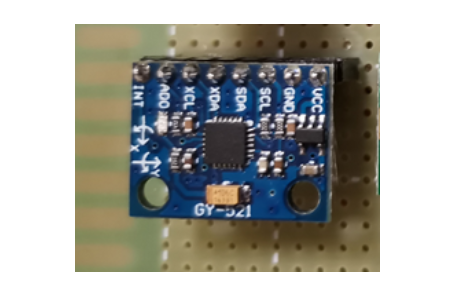 INT ADO XCL XDA SDA SCL GND VCC
X
Y
GY-521